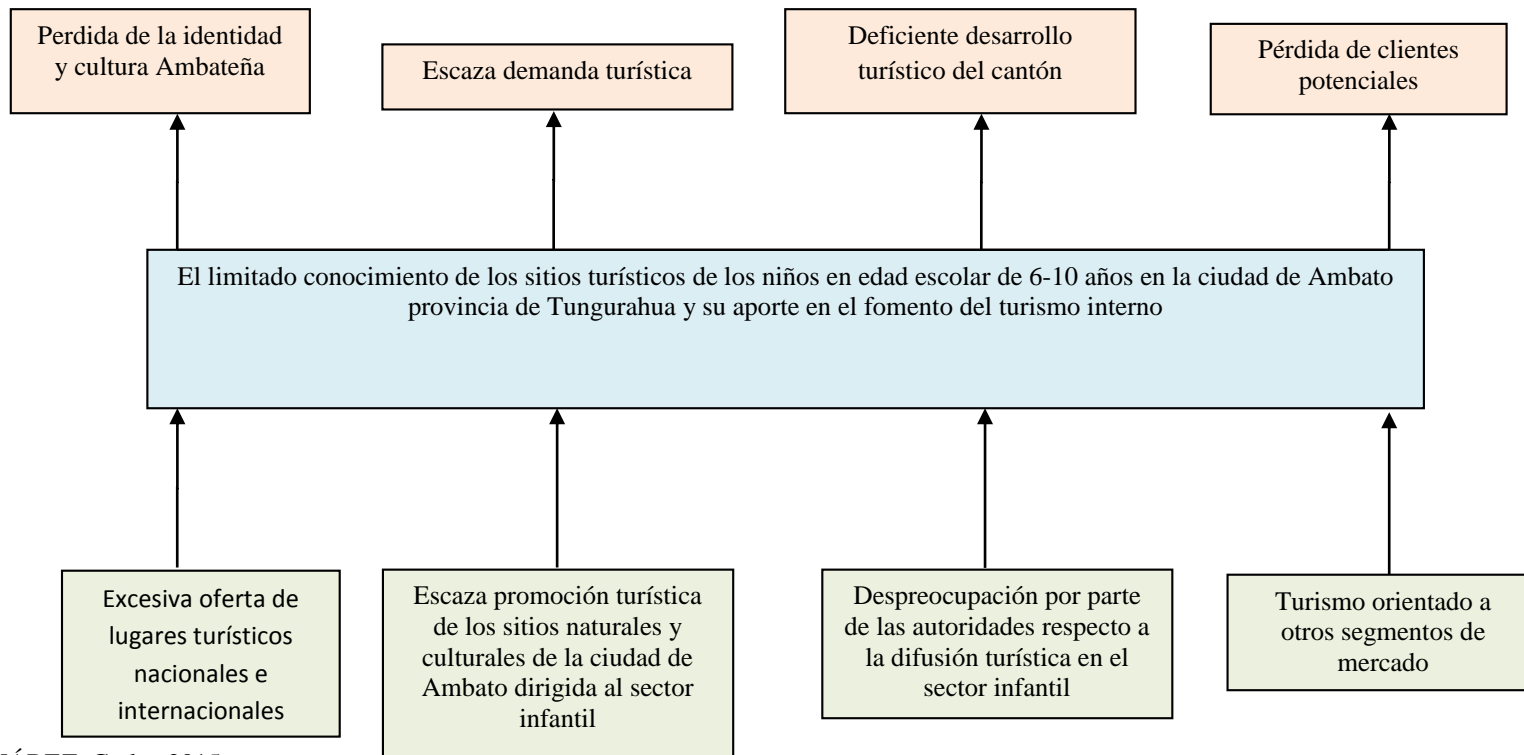 Perdida de la identidad
y cultura Ambateña
Escaza demanda turística
Deficiente desarrollo
turístico del cantón
Pérdida de clientes
potenciales
El limitado conocimiento de los sitios turísticos de los niños en edad escolar de 6-10 años en la ciudad de Ambato
provincia de Tungurahua y su aporte en el fomento del turismo interno
Excesiva oferta de
lugares turísticos
nacionales e
internacionales
Escaza promoción turística
de los sitios naturales y
culturales de la ciudad de
Ambato dirigida al sector
infantil
Despreocupación por parte
de las autoridades respecto a
la difusión turística en el
sector infantil
Turismo orientado a
otros segmentos de
mercado